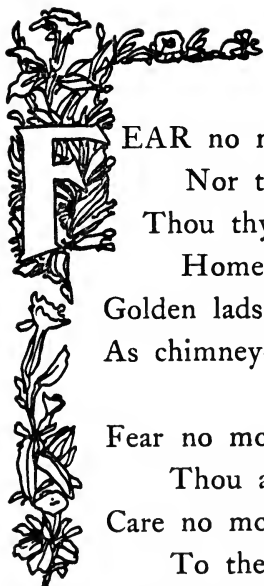 FEAR no
Nor t
Thou thy
Home
Golden lads
As chimney

Fear no mo
Thou a
Care no mo
To the